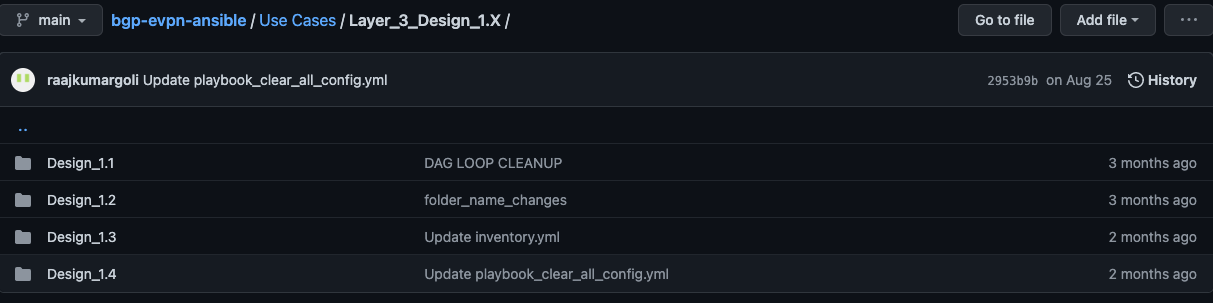 main bgp-evpn-ansible / Use Cases / Layer_3_Design_1.X / Go to file Add file ...
raajkumargoli Update playbook_clear_all_config.yml 2953b9b on Aug 25 History
..
Design_1.1 DAG LOOP CLEANUP 3 months ago
Design_1.2 folder_name_changes 3 months ago
Design_1.3 Update inventory.yml 2 months ago
Design_1.4 Update playbook_clear_all_config.yml 2 months ago